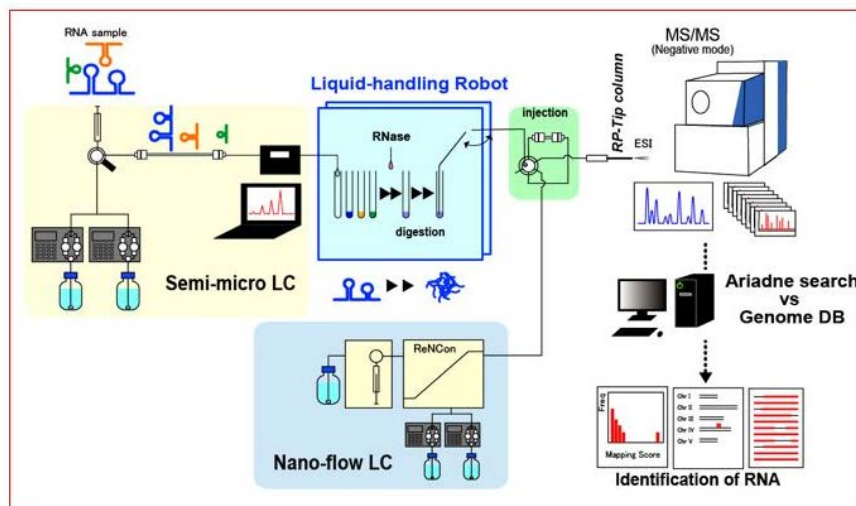 RNA sample
Semi-micro LC
Liquid-handling Robot
RNase
digestion
injection
RP-Tip column
ESI
MS/MS
(Negative mode)
ReNCon
Nano-flow LC
Ariadne search
vs
Genome DB
Freq
Mapping Score
Chr I
Chr II
Chr III
Chr IV
Chr V
Identification of RNA